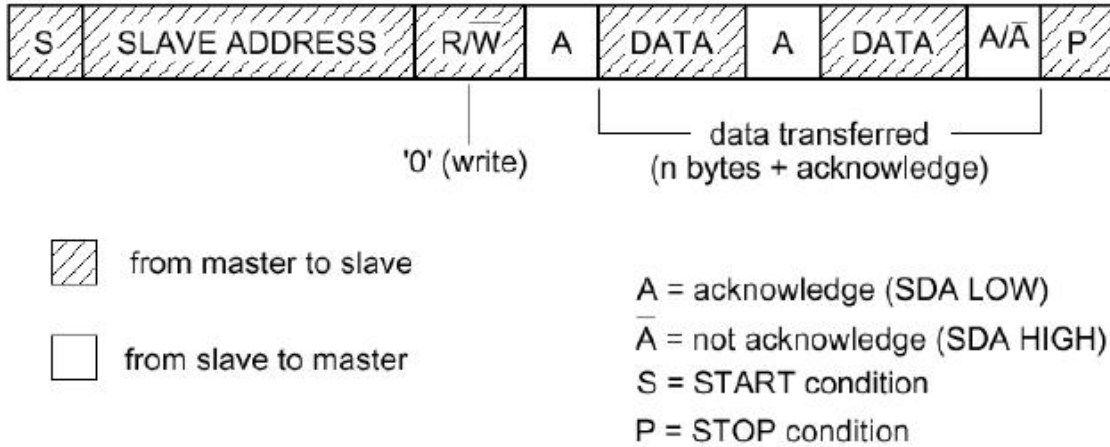 S SLAVE ADDRESS R/W̅ A DATA A DATA A/A̅ P
'0' (write)
data transferred
(n bytes + acknowledge)
from master to slave
from slave to master
A = acknowledge (SDA LOW)
A̅ = not acknowledge (SDA HIGH)
S = START condition
P = STOP condition